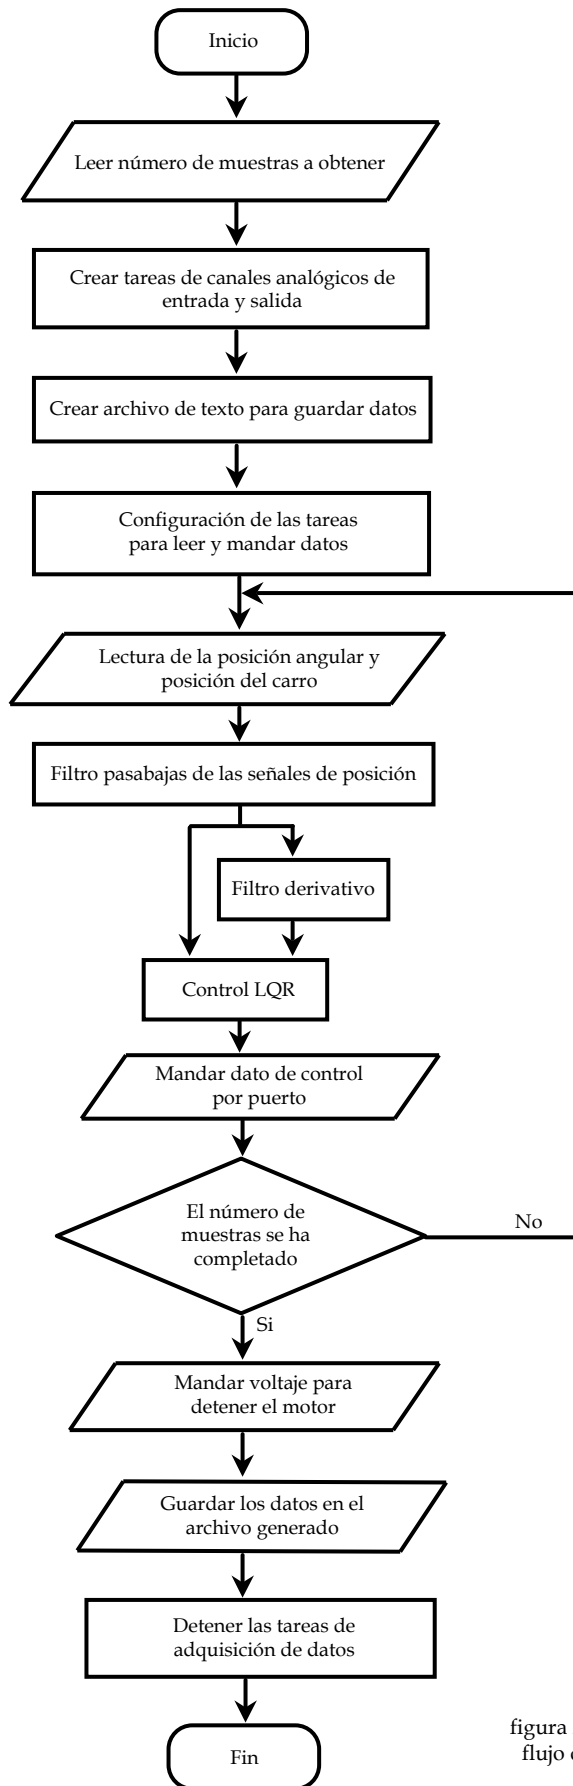 Inicio
Leer número de muestras a obtener
Crear tareas de canales analógicos de
entrada y salida
Crear archivo de texto para guardar datos
Configuración de las tareas
para leer y mandar datos
Lectura de la posición angular y
posición del carro
Filtro pasabajas de las señales de posición
Filtro derivativo
Control LQR
Mandar dato de control
por puerto
El número de
muestras se ha
completado
No
Si
Mandar voltaje para
detener el motor
Guardar los datos en el
archivo generado
Detener las tareas de
adquisición de datos
Fin
figura
flujo